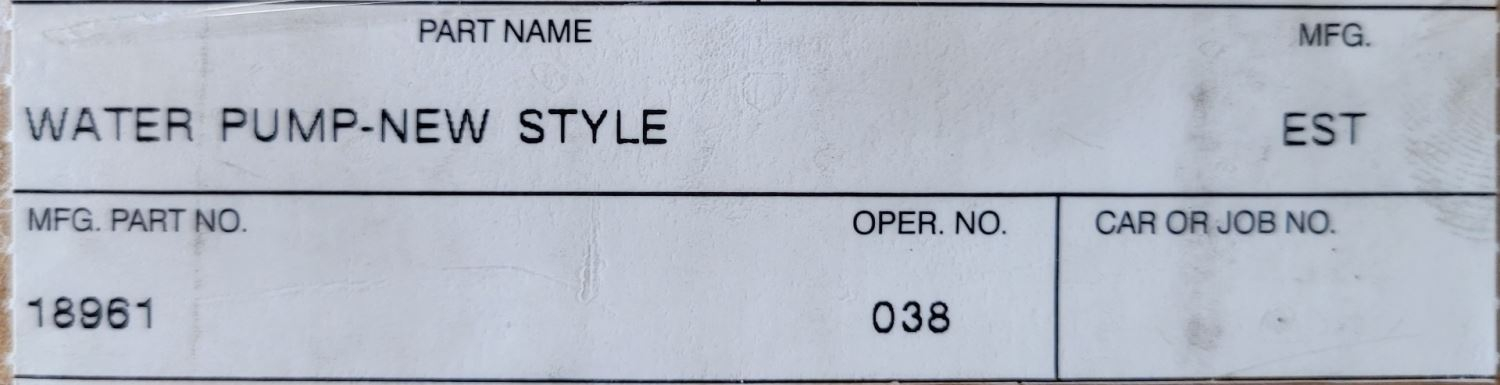 PART NAME MFG.
WATER PUMP-NEW STYLE EST
MFG. PART NO. OPER. NO. CAR OR JOB NO.
18961 038